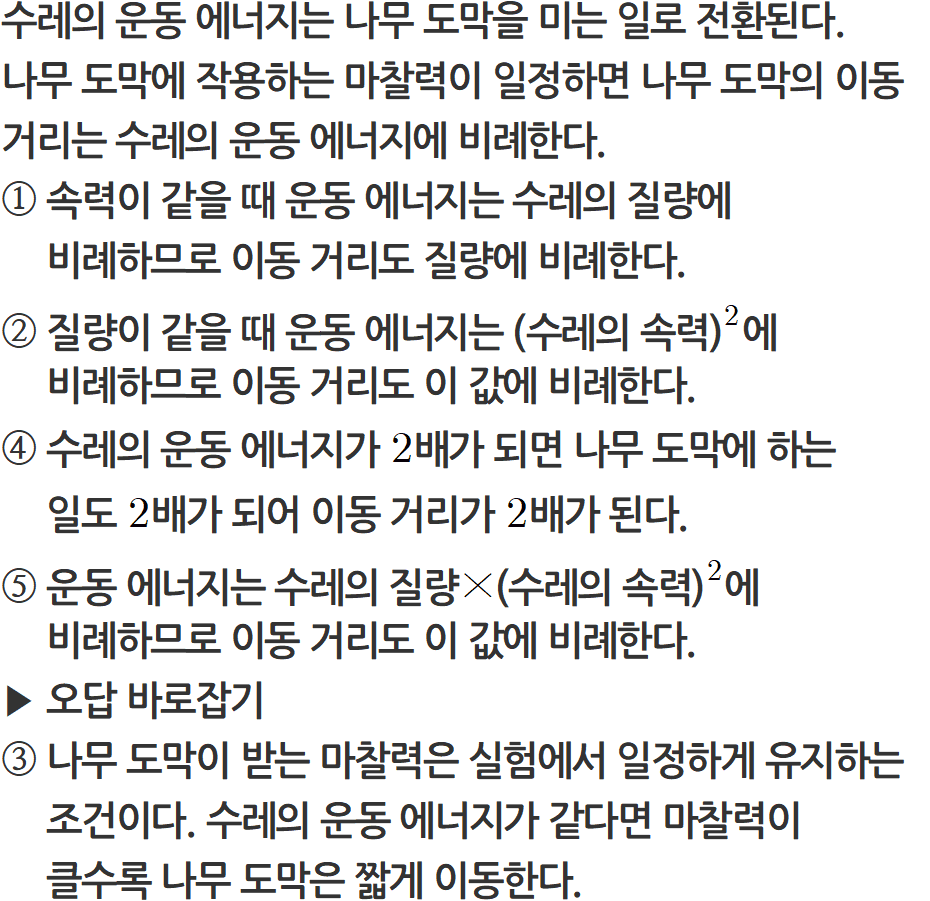 수레의 운동 에너지는 나무 도막을 미는 일로 전환된다.
나무 도막에 작용하는 마찰력이 일정하면 나무 도막의 이동
거리는 수레의 운동 에너지에 비례한다.
① 속력이 같을 때 운동 에너지는 수레의 질량에
비례하므로 이동 거리도 질량에 비례한다.
② 질량이 같을 때 운동 에너지는 (수레의 속력)²에
비례하므로 이동 거리도 이 값에 비례한다.
④ 수레의 운동 에너지가 2배가 되면 나무 도막에 하는
일도 2배가 되어 이동 거리가 2배가 된다.
⑤ 운동 에너지는 수레의 질량×(수레의 속력)²에
비례하므로 이동 거리도 이 값에 비례한다.
▶ 오답 바로잡기
③ 나무 도막이 받는 마찰력은 실험에서 일정하게 유지하는
조건이다. 수레의 운동 에너지가 같다면 마찰력이
클수록 나무 도막은 짧게 이동한다.